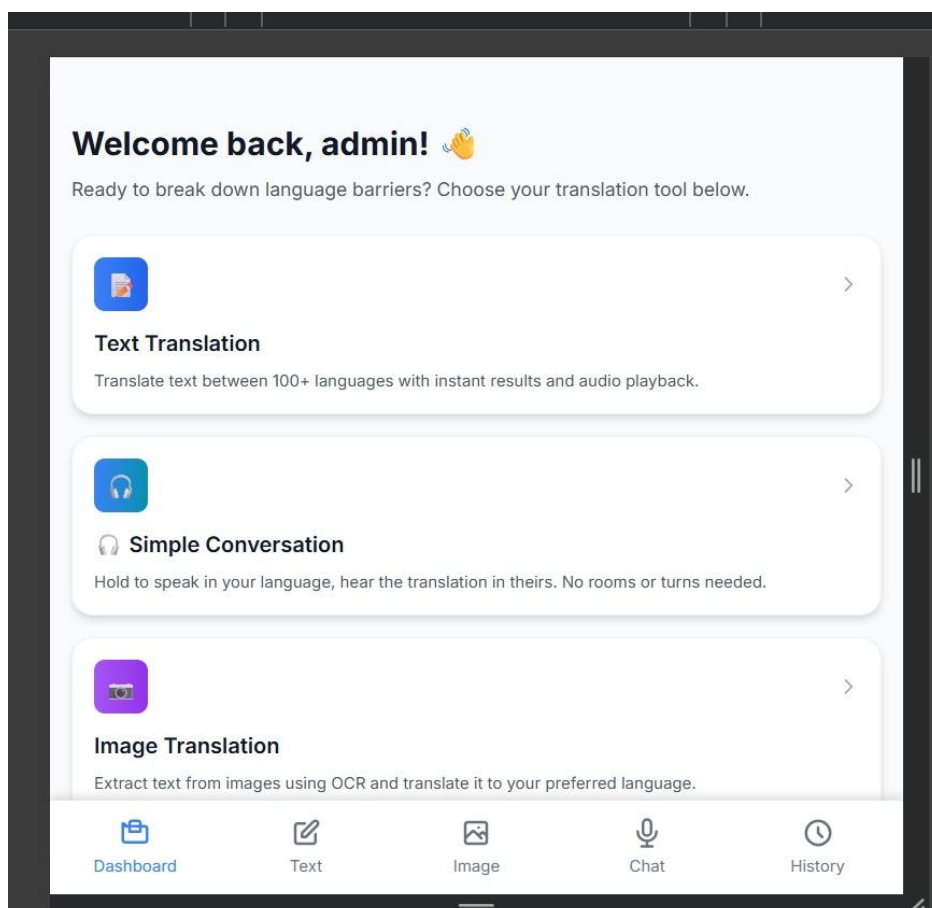 Welcome back, admin! 👋
Ready to break down language barriers? Choose your translation tool below.
Text Translation
Translate text between 100+ languages with instant results and audio playback.
🎧 Simple Conversation
Hold to speak in your language, hear the translation in theirs. No rooms or turns needed.
Image Translation
Extract text from images using OCR and translate it to your preferred language.
Dashboard
Text
Image
Chat
History